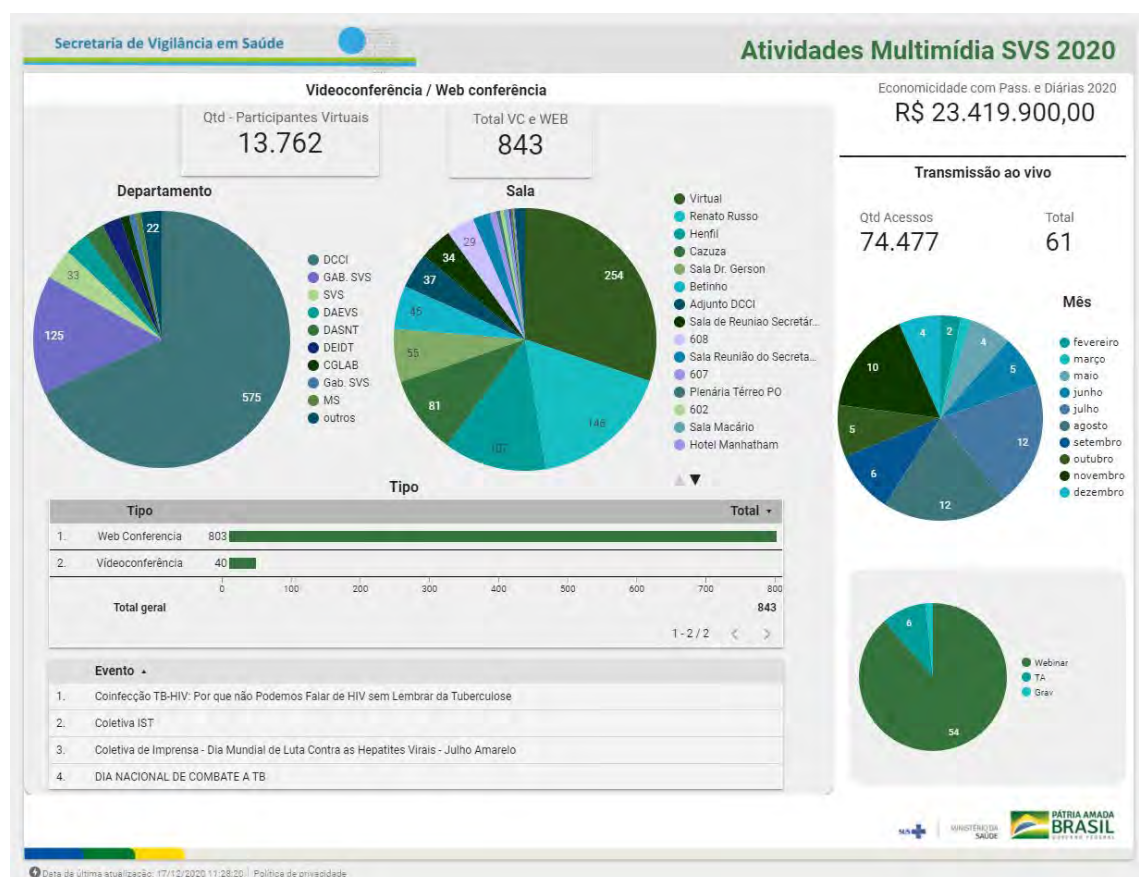 Secretaria de Vigilância em Saúde
Atividades Multimídia SVS 2020
Videoconferência / Web conferência
Qtd - Participantes Virtuais
13.762
Total VC e WEB
843
Economicidade com Pass. e Diárias 2020
R$ 23.419.900,00
Transmissão ao vivo
Qtd Acessos
74.477
Total
61
Departamento
22
33
125
575
DCCI
GAB. SVS
SVS
DAEVS
DASNT
DEIDT
CGLAB
Gab. SVS
MS
outros
Sala
29
34
37
45
55
81
107
146
254
Virtual
Renato Russo
Henfil
Cazuza
Sala Dr. Gerson
Betinho
Adjunto DCCI
Sala de Reuniao Secretár...
608
Sala Reunião do Secreta...
607
Plenária Térreo PO
602
Sala Macário
Hotel Manhatham
Mês
4
2
4
5
12
12
6
5
10
fevereiro
março
maio
junho
julho
agosto
setembro
outubro
novembro
dezembro
Tipo
Tipo Total
1. Web Conferencia 803
2. Vídeoconferência 40
0 100 200 300 400 500 600 700 800
Total geral 843
1 - 2 / 2
Evento
1. Coinfecção TB-HIV: Por que não Podemos Falar de HIV sem Lembrar da Tuberculose
2. Coletiva IST
3. Coletiva de Imprensa - Dia Mundial de Luta Contra as Hepatites Virais - Julho Amarelo
4. DIA NACIONAL DE COMBATE A TB
6
54
Webinar
TA
Grav
SUS
MINISTÉRIO DA
SAÚDE
PÁTRIA AMADA
BRASIL
GOVERNO FEDERAL
Data da última atualização: 17/12/2020 11:28:20 Política de privacidade